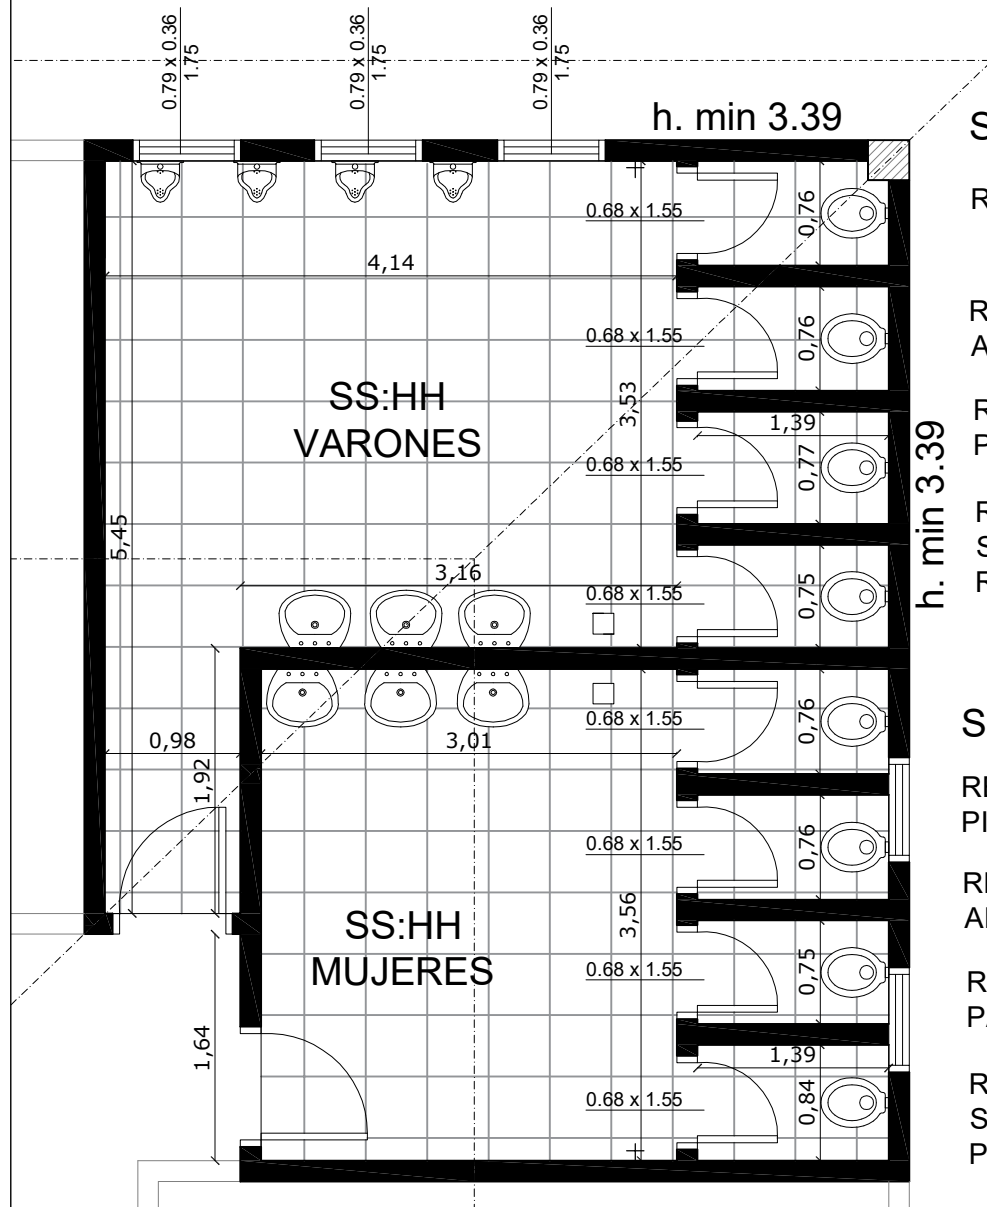 0.79 x 0.36
1.75
0.79 x 0.36
1.75
0.79 x 0.36
1.75
h. min 3.39
S
R
0.68 x 1.55
0,76
4,14
R
A
0.68 x 1.55
0,76
SS:HH
VARONES
3,53
R
P
1,39
0.68 x 1.55
0,77
h. min 3.39
5,45
R
S
R
3,16
0.68 x 1.55
0,75
0.68 x 1.55
0,76
S
0,98
3,01
1,92
RE
PI
0.68 x 1.55
0,76
RE
AL
SS:HH
MUJERES
3,56
0.68 x 1.55
0,75
R
PA
1,64
1,39
0.68 x 1.55
0,84
R
S
P